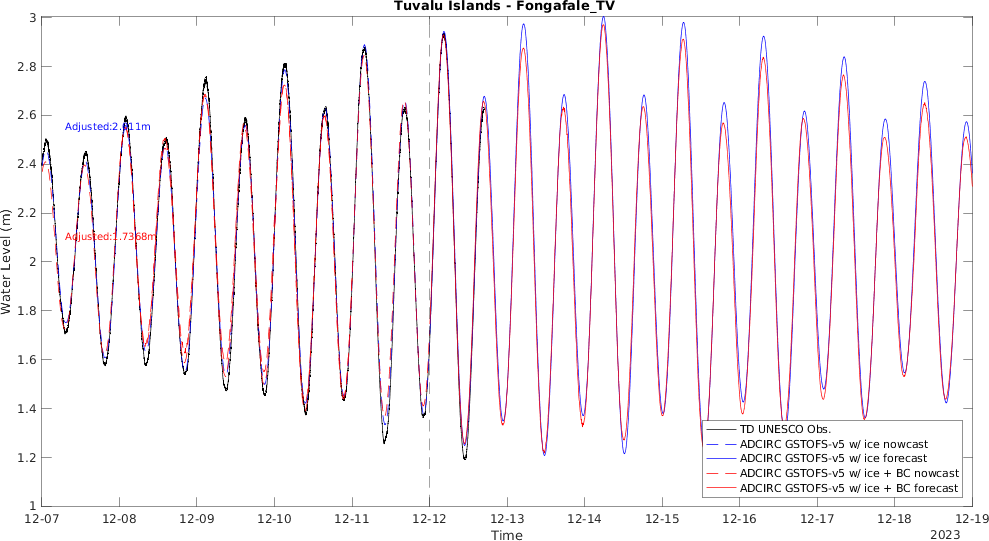 Tuvalu Islands - Fongafale_TV
3
2.8
2.6
2.4
2.2
2
1.8
1.6
1.4
1.2
1
Water Level (m)
Adjusted:2.
11m
Adjusted:1.7368m
TD UNESCO Obs.
ADCIRC GSTOFS-v5 w/ ice nowcast
ADCIRC GSTOFS-v5 w/ ice forecast
ADCIRC GSTOFS-v5 w/ ice + BC nowcast
ADCIRC GSTOFS-v5 w/ ice + BC forecast
12-07 12-08 12-09 12-10 12-11 12-12 12-13 12-14 12-15 12-16 12-17 12-18 12-19
Time
2023